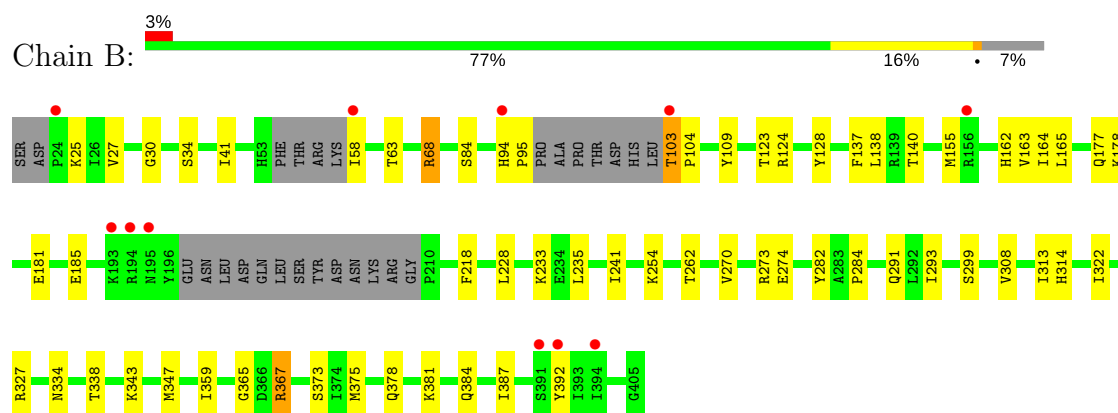 3%
Chain B:
77% 16% • 7%
SER ASP P24 K25 I26 V27 G30 S34 I41 H53 PHE THR ARG LYS I58 T63 R68 S84 H94 P95 PRO ALA PRO THR ASP HIS LEU T103 P104 Y109 T123 R124 Y128 F137 L138 R139 T140 M155 R156 H162 V163 I164 L165 Q177 K178
E181 E185 K193 R194 N195 Y196 GLU ASN LEU ASP GLN LEU SER TYR ASP ASN LYS ARG GLY P210 F218 L228 K233 E234 L235 I241 K254 T262 V270 R273 E274 Y282 A283 P284 Q291 L292 I293 S299 V308 I313 H314 I322
R327 N334 T338 K343 M347 I359 G365 D366 R367 S373 I374 M375 Q378 K381 Q384 I387 S391 Y392 I393 I394 G405